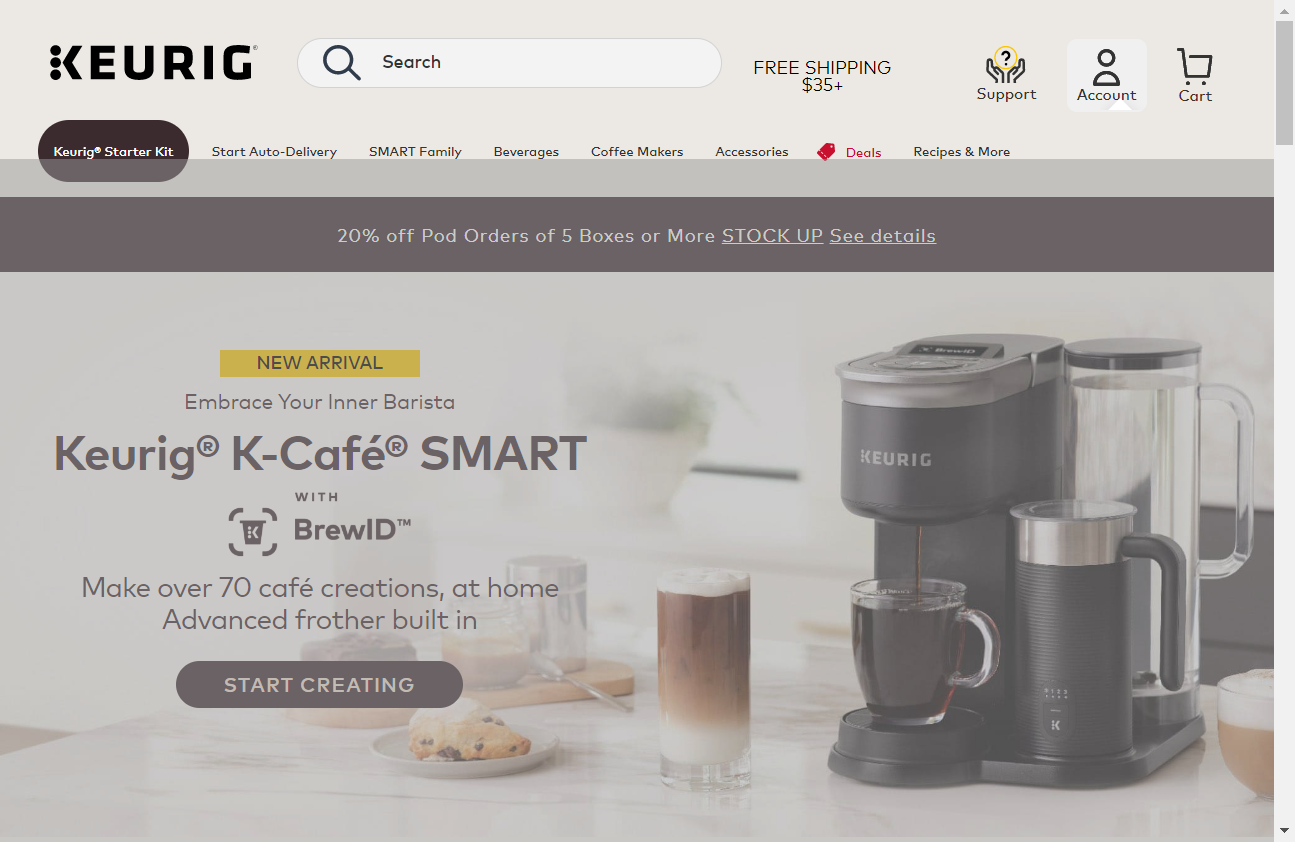 KEURIG®
Search
FREE SHIPPING
$35+
?
Support
Account
Cart
Keurig® Starter Kit
Start Auto-Delivery
SMART Family
Beverages
Coffee Makers
Accessories
Deals
Recipes & More
20% off Pod Orders of 5 Boxes or More STOCK UP See details
NEW ARRIVAL
Embrace Your Inner Barista
Keurig® K-Café® SMART
WITH
BrewID™
Make over 70 café creations, at home
Advanced frother built in
START CREATING
BrewID
KEURIG